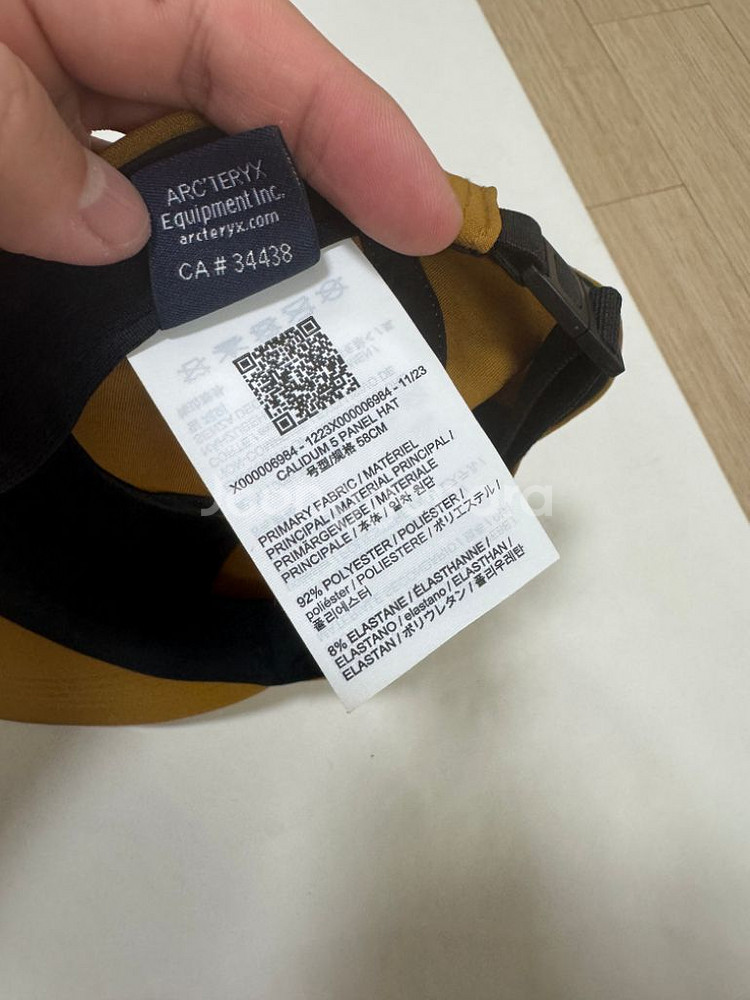 ARC'TERYX
Equipment Inc.
arcteryx.com
CA # 34438
X000006984 - 1223X000006984 - 11/23
CALIDUM 5 PANEL HAT
号型/规格 58CM
PRIMARY FABRIC / MATÉRIEL
PRINCIPAL / MATERIAL PRINCIPAL /
PRIMÄRGEWEBE / MATERIALE
PRINCIPALE / 本体 / 일차 원단
92% POLYESTER / POLIÉSTER /
poliéster / POLIESTERE / ポリエステル /
폴리에스터
8% ELASTANE / ÉLASTHANNE /
ELASTANO / elastano / ELASTHAN /
ELASTAN / ポリウレタン / 폴리우레탄